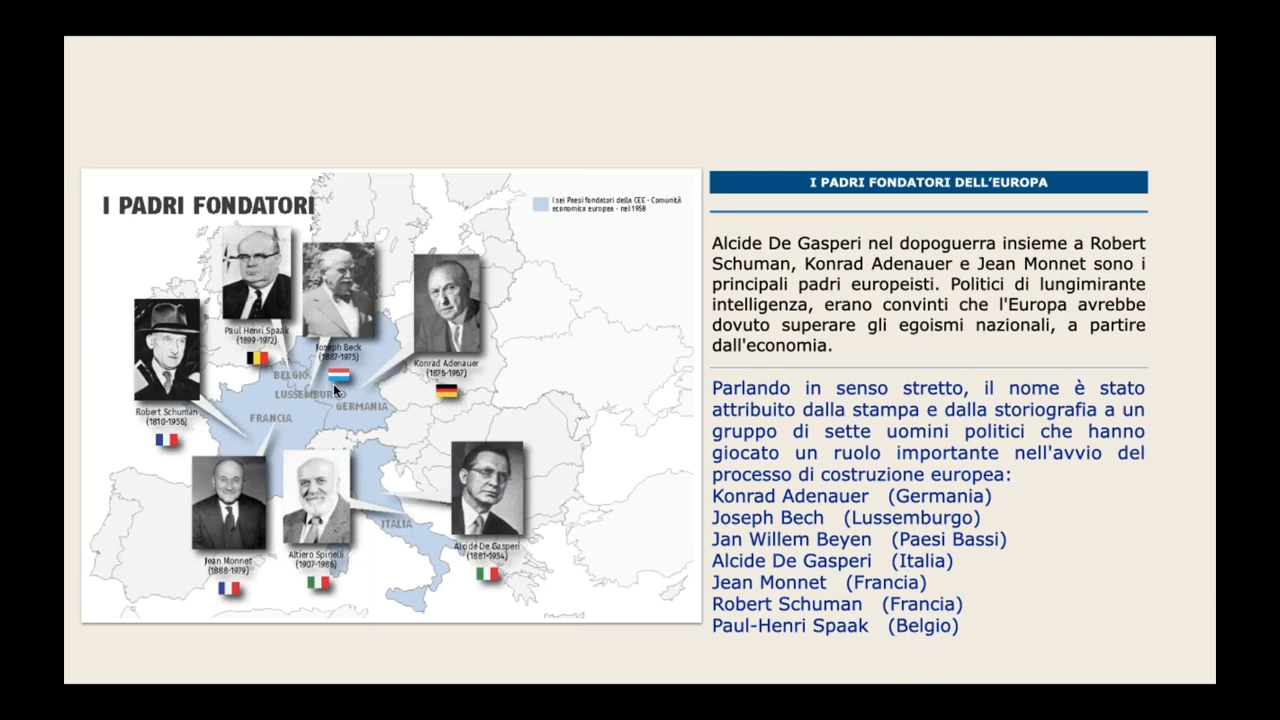 I PADRI FONDATORI
I sei Paesi fondatori della CEE - Comunità
economica europea - nel 1958
Paul Henri Spaak
(1899-1972)
Joseph Beck
(1887-1975)
Konrad Adenauer
(1876-1967)
BELGIO
LUSSEMBURGO
GERMANIA
FRANCIA
Robert Schuman
(1810-1956)
ITALIA
Jean Monnet
(1888-1979)
Altiero Spinelli
(1907-1986)
Alcide De Gasperi
(1881-1954)
I PADRI FONDATORI DELL’EUROPA
Alcide De Gasperi nel dopoguerra insieme a Robert
Schuman, Konrad Adenauer e Jean Monnet sono i
principali padri europeisti. Politici di lungimirante
intelligenza, erano convinti che l'Europa avrebbe
dovuto superare gli egoismi nazionali, a partire
dall'economia.
Parlando in senso stretto, il nome è stato
attribuito dalla stampa e dalla storiografia a un
gruppo di sette uomini politici che hanno
giocato un ruolo importante nell'avvio del
processo di costruzione europea:
Konrad Adenauer (Germania)
Joseph Bech (Lussemburgo)
Jan Willem Beyen (Paesi Bassi)
Alcide De Gasperi (Italia)
Jean Monnet (Francia)
Robert Schuman (Francia)
Paul-Henri Spaak (Belgio)